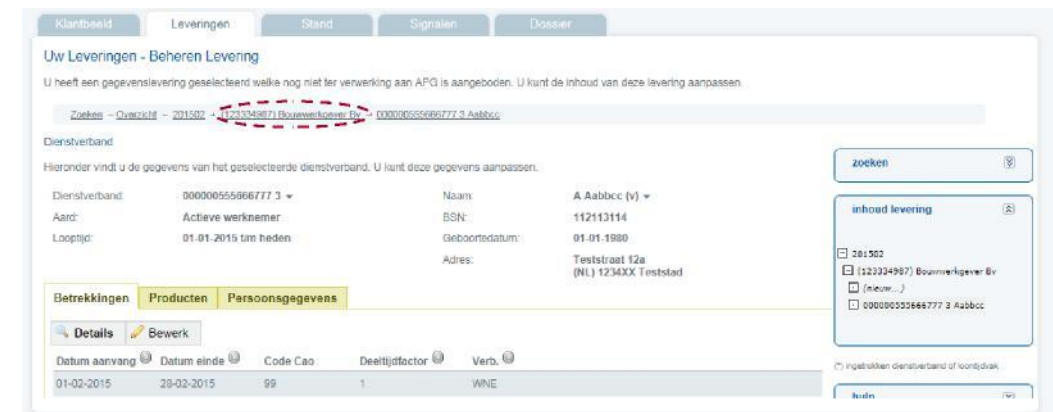 Klantbeeld Leveringen Stand Signalen Dossier
Uw Leveringen - Beheren Levering
U heeft een gegevenslevering geselecteerd welke nog niet ter verwerking aan APG is aangeboden. U kunt de inhoud van deze levering aanpassen.
Zoeken → Overzicht → 201502 → (123334987) Bouwwerkgever Bv → 000000555666777 3 Aabbcc
Dienstverband
Hieronder vindt u de gegevens van het geselecteerde dienstverband. U kunt deze gegevens aanpassen.
zoeken
Dienstverband: 000000555666777 3 Naam: A Aabbcc (v)
Aard: Actieve werknemer BSN: 112113114
inhoud levering
Looptijd: 01-01-2015 t/m heden Geboortedatum: 01-01-1980
Adres: Teststraat 12a
(NL) 1234XX Teststad
201502
(123334987) Bouwwerkgever Bv
(nieuw...)
000000555666777 3 Aabbcc
Betrekkingen Producten Persoonsgegevens
Details Bewerk
Datum aanvang Datum einde Code Cao Deeltijdfactor Verb.
01-02-2015 28-02-2015 99 1 WNE
(*) ingetrokken dienstverband of loontijdvak
hulp